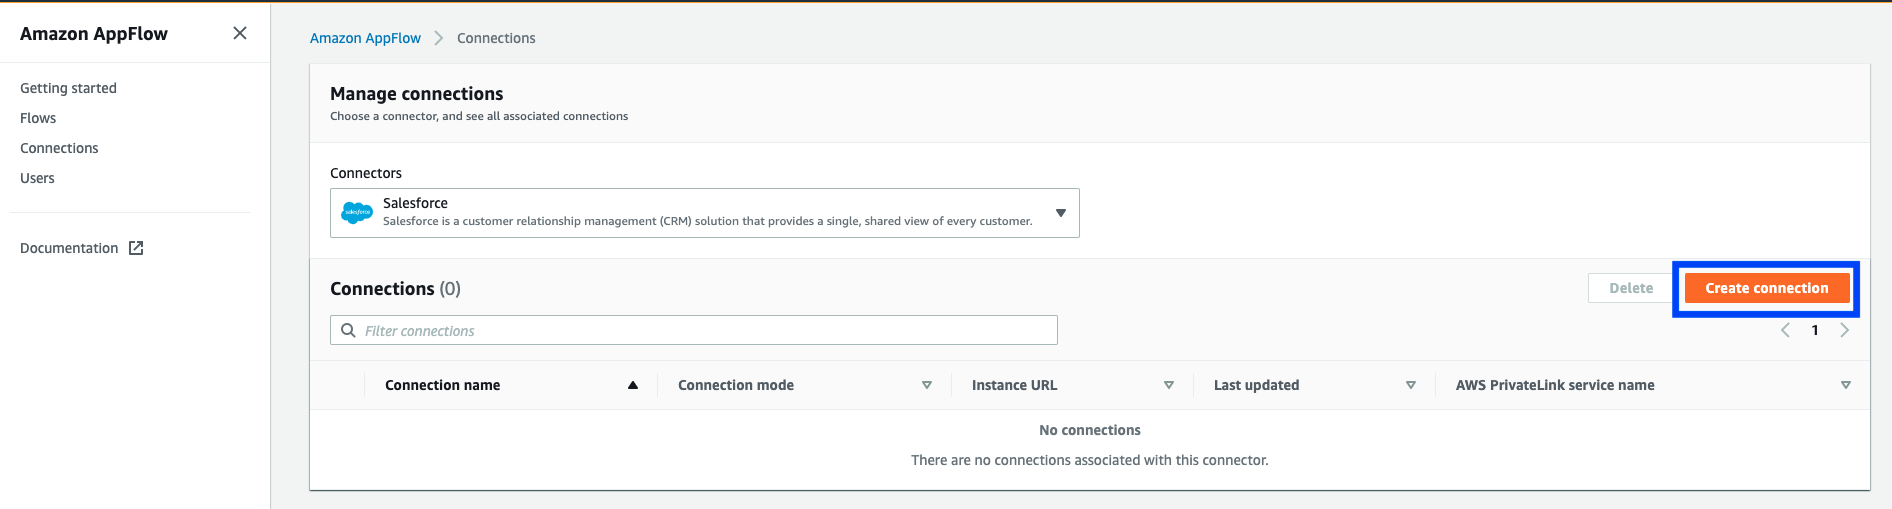 Amazon AppFlow
Getting started
Flows
Connections
Users
Documentation
Amazon AppFlow > Connections
Manage connections
Choose a connector, and see all associated connections
Connectors
salesforce
Salesforce
Salesforce is a customer relationship management (CRM) solution that provides a single, shared view of every customer.
Connections (0)
Delete
Create connection
Filter connections
1
Connection name
Connection mode
Instance URL
Last updated
AWS PrivateLink service name
No connections
There are no connections associated with this connector.